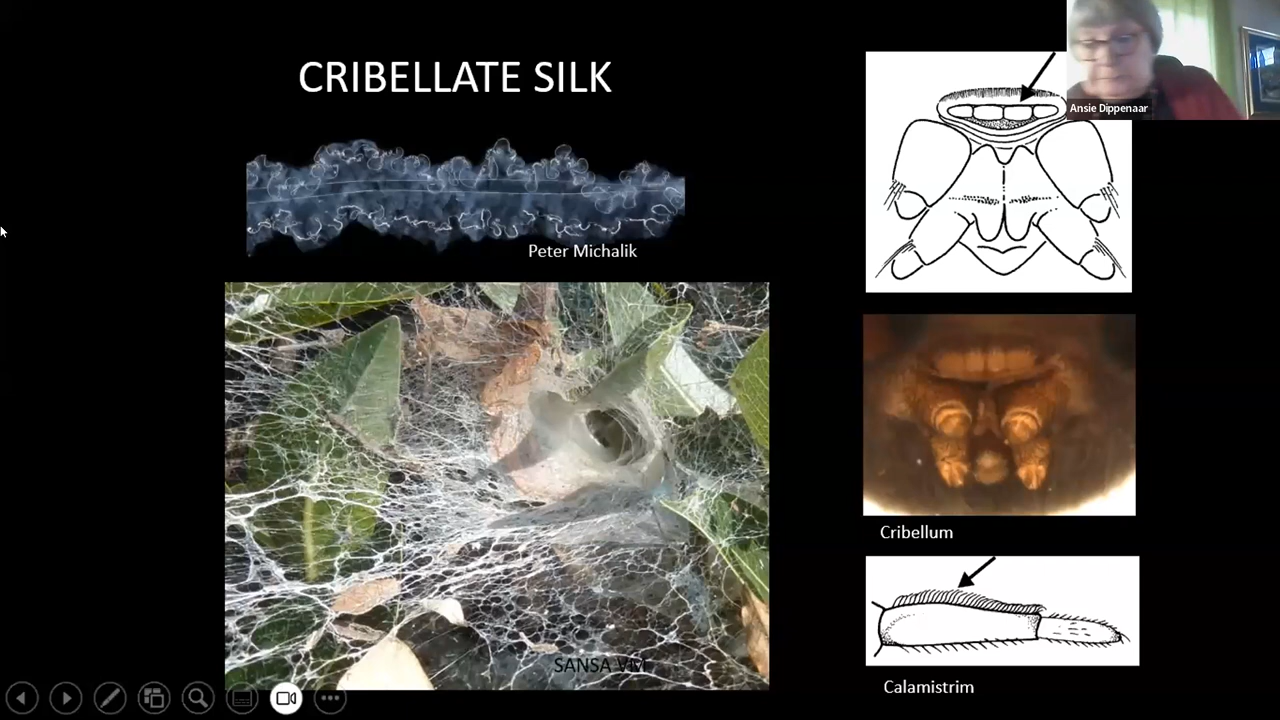 CRIBELLATE SILK
Ansie Dippenaar
Peter Michalik
Cribellum
SANSA VM
Calamistrim